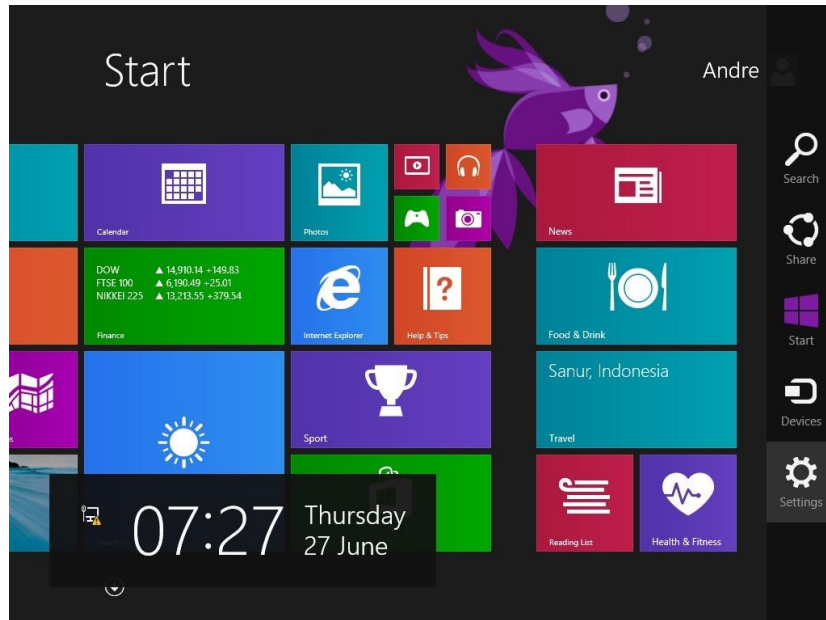 Start
Andre
Search
Share
Start
Devices
Settings
Calendar
Photos
News
DOW ▲ 14,910.14 +149.83
FTSE 100 ▲ 6,190.49 +25.01
NIKKEI 225 ▲ 13,213.55 +379.54
Finance
Internet Explorer
Help & Tips
Food & Drink
Sport
Sanur, Indonesia
Travel
Reading List
Health & Fitness
07:27
Thursday
27 June